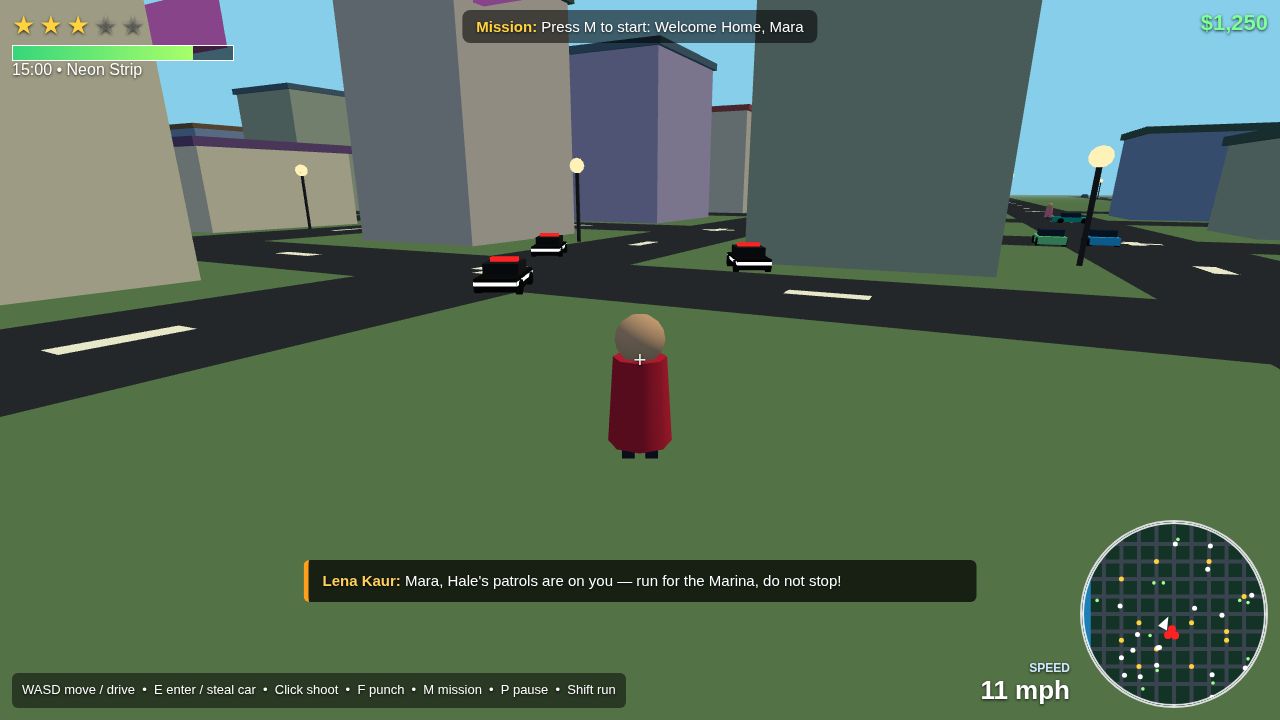 ★★★★★
Mission: Press M to start: Welcome Home, Mara
$1,250
15:00 • Neon Strip
Lena Kaur: Mara, Hale's patrols are on you — run for the Marina, do not stop!
WASD move / drive • E enter / steal car • Click shoot • F punch • M mission • P pause • Shift run
SPEED
11 mph